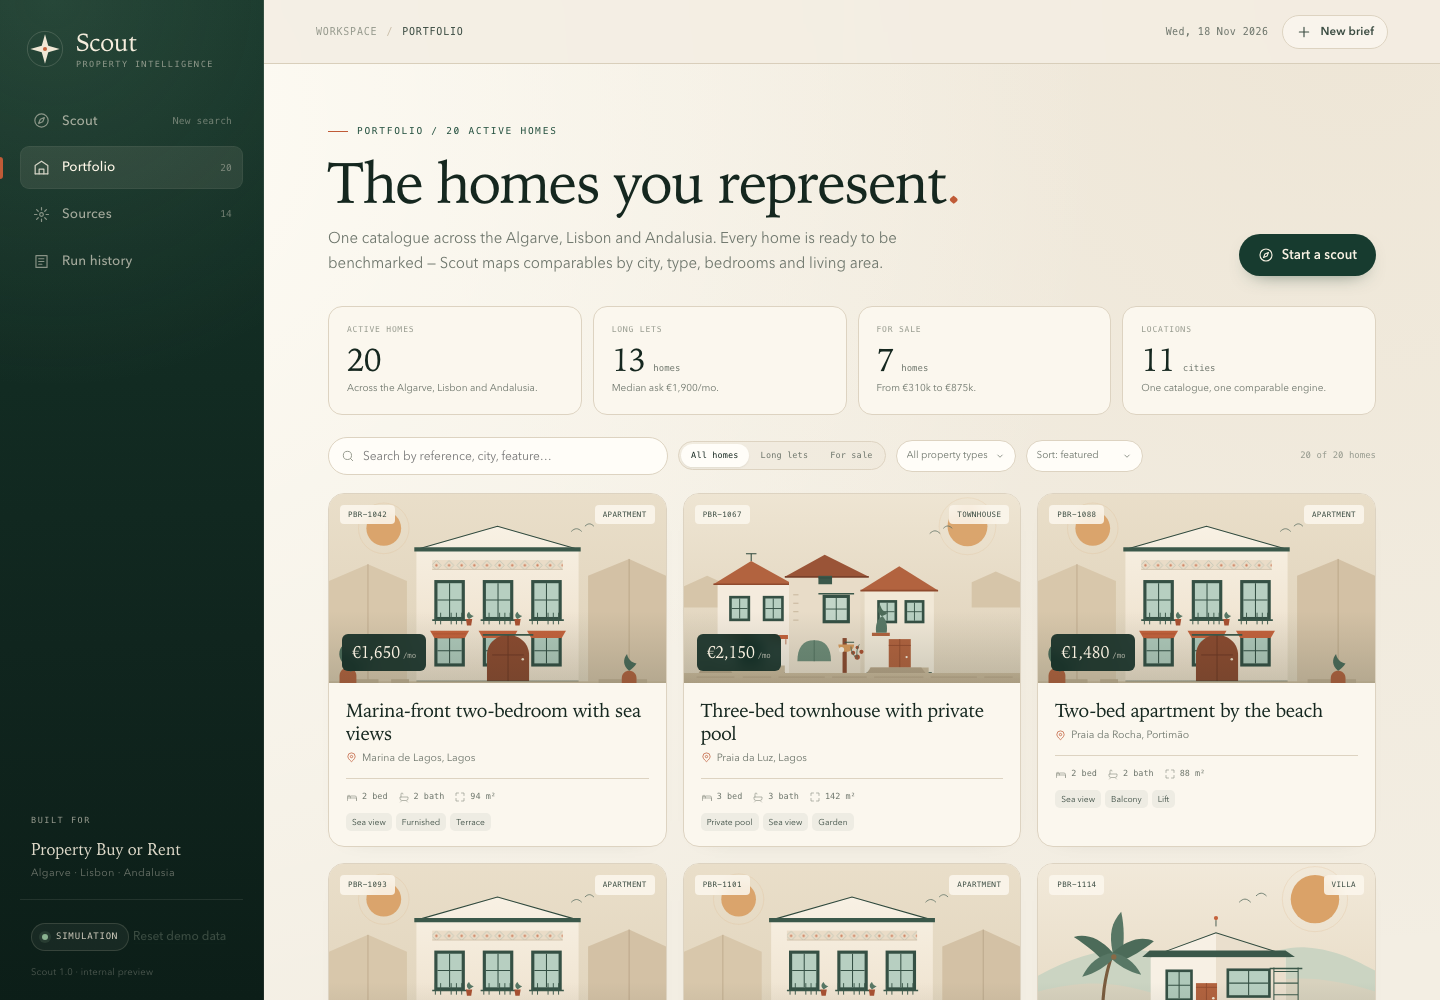 Scout
PROPERTY INTELLIGENCE
Scout
New search
Portfolio
20
Sources
14
Run history
BUILT FOR
Property Buy or Rent
Algarve · Lisbon · Andalusia
SIMULATION
Reset demo data
Scout 1.0 · internal preview
WORKSPACE / PORTFOLIO
Wed, 18 Nov 2026
New brief
PORTFOLIO / 20 ACTIVE HOMES
The homes you represent.
One catalogue across the Algarve, Lisbon and Andalusia. Every home is ready to be
benchmarked — Scout maps comparables by city, type, bedrooms and living area.
Start a scout
ACTIVE HOMES
20
Across the Algarve, Lisbon and Andalusia.
LONG LETS
13 homes
Median ask €1,900/mo.
FOR SALE
7 homes
From €310k to €875k.
LOCATIONS
11 cities
One catalogue, one comparable engine.
Search by reference, city, feature…
All homes
Long lets
For sale
All property types
Sort: featured
20 of 20 homes
PBR-1042
APARTMENT
€1,650 /mo
Marina-front two-bedroom with sea
views
Marina de Lagos, Lagos
2 bed
2 bath
94 m²
Sea view
Furnished
Terrace
PBR-1067
TOWNHOUSE
€2,150 /mo
Three-bed townhouse with private
pool
Praia da Luz, Lagos
3 bed
3 bath
142 m²
Private pool
Sea view
Garden
PBR-1088
APARTMENT
€1,480 /mo
Two-bed apartment by the beach
Praia da Rocha, Portimão
2 bed
2 bath
88 m²
Sea view
Balcony
Lift
PBR-1093
APARTMENT
PBR-1101
APARTMENT
PBR-1114
VILLA